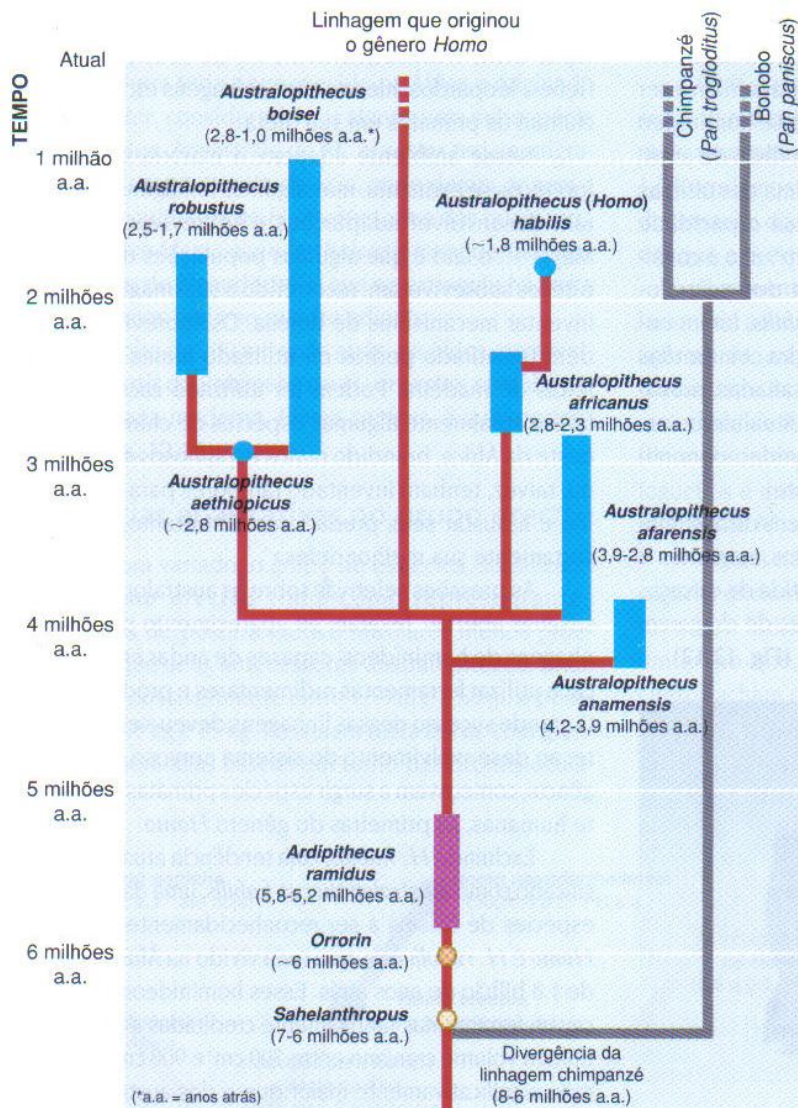 Linhagem que originou
o gênero Homo
TEMPO
Atual
1 milhão
a.a.
2 milhões
a.a.
3 milhões
a.a.
4 milhões
a.a.
5 milhões
a.a.
6 milhões
a.a.
Australopithecus
boisei
(2,8-1,0 milhões a.a.*)
Australopithecus
robustus
(2,5-1,7 milhões a.a.)
Australopithecus (Homo)
habilis
(~1,8 milhões a.a.)
Chimpanzé
(Pan trogloditus)
Bonobo
(Pan paniscus)
Australopithecus
africanus
(2,8-2,3 milhões a.a.)
Australopithecus
aethiopicus
(~2,8 milhões a.a.)
Australopithecus
afarensis
(3,9-2,8 milhões a.a.)
Australopithecus
anamensis
(4,2-3,9 milhões a.a.)
Ardipithecus
ramidus
(5,8-5,2 milhões a.a.)
Orrorin
(~6 milhões a.a.)
Sahelanthropus
(7-6 milhões a.a.)
Divergência da
linhagem chimpanzé
(8-6 milhões a.a.)
(*a.a. = anos atrás)